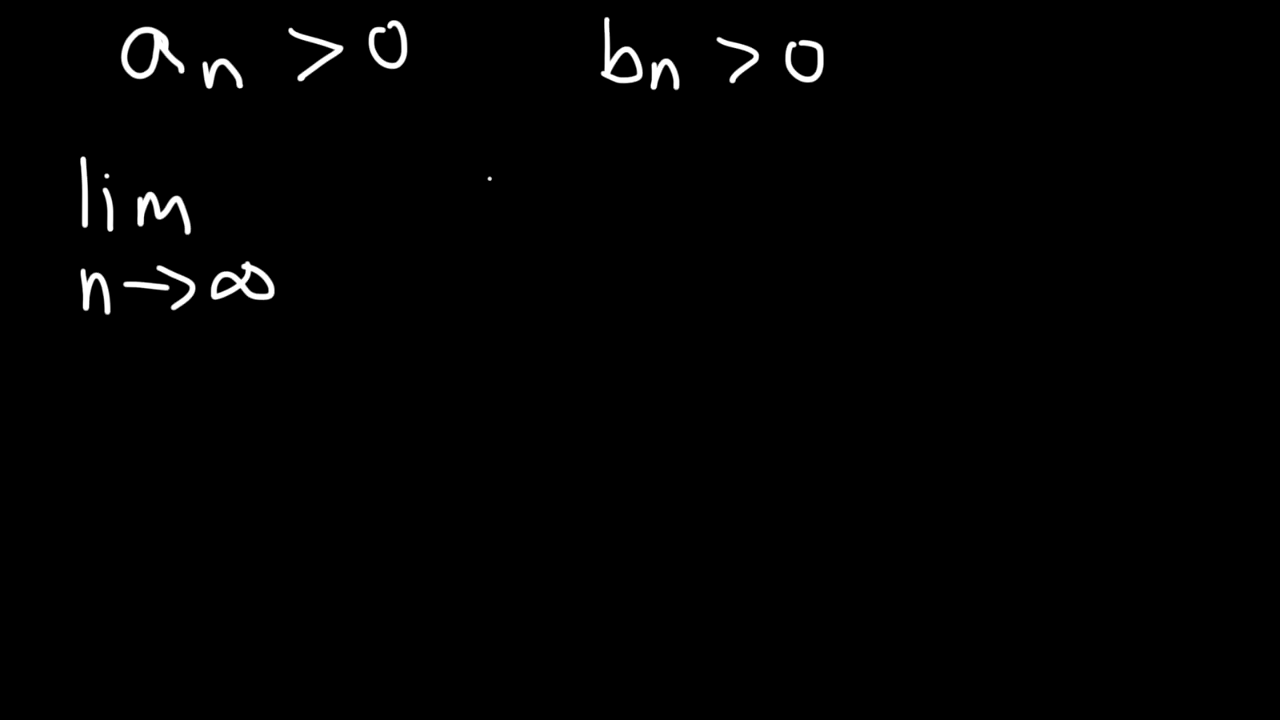 aₙ > 0 bₙ > 0
lim
n → ∞